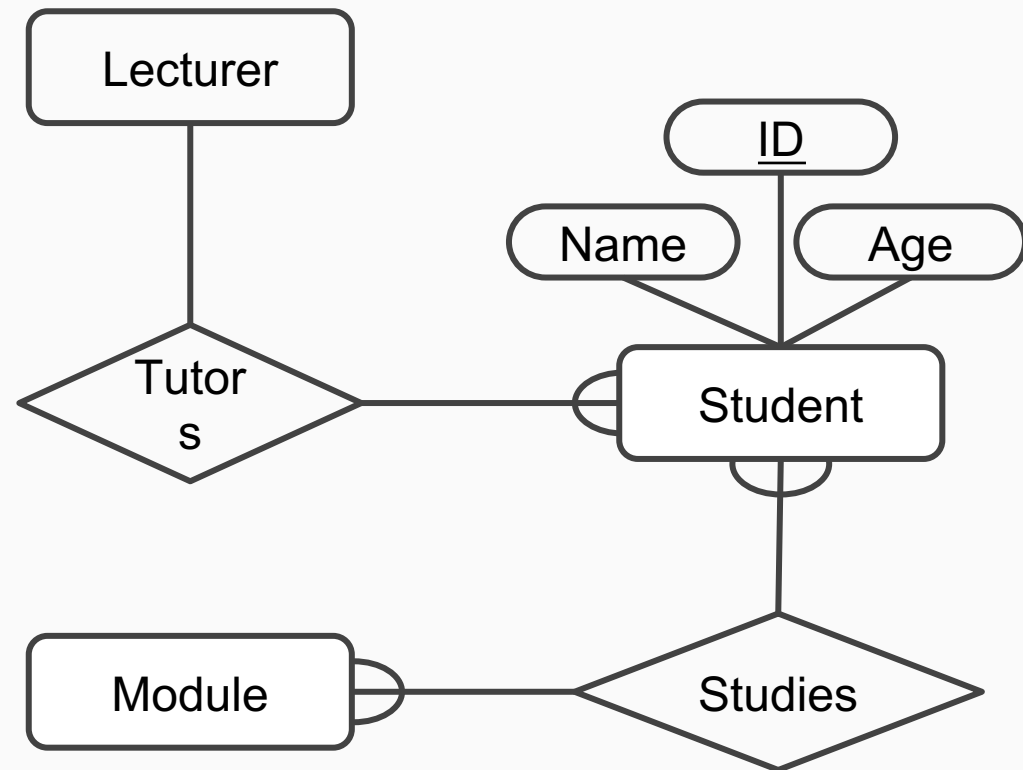 Lecturer
ID
Name
Age
Tutor
s
Student
Module
Studies